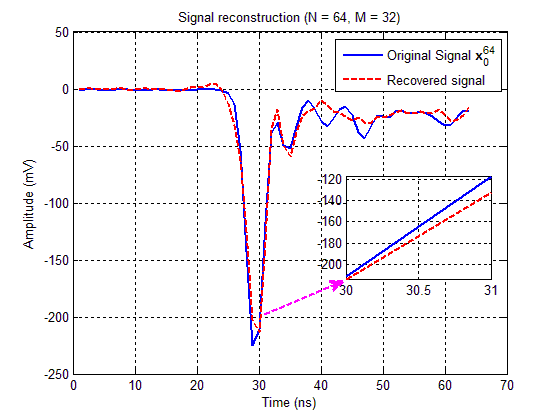 Signal reconstruction (N = 64, M = 32)
50
0
-50
-100
-150
-200
-250
Amplitude (mV)
Original Signal x₀⁶⁴
Recovered signal
-120
-140
-160
-180
-200
30 30.5 31
0 10 20 30 40 50 60 70
Time (ns)